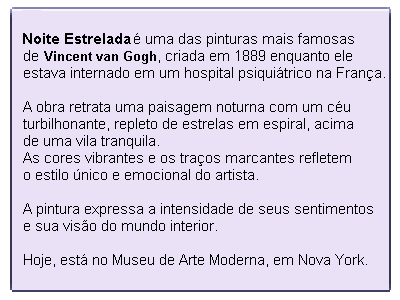 Noite Estrelada é uma das pinturas mais famosas
de Vincent van Gogh, criada em 1889 enquanto ele
estava internado em um hospital psiquiátrico na França.
A obra retrata uma paisagem noturna com um céu
turbilhonante, repleto de estrelas em espiral, acima
de uma vila tranquila.
As cores vibrantes e os traços marcantes refletem
o estilo único e emocional do artista.
A pintura expressa a intensidade de seus sentimentos
e sua visão do mundo interior.
Hoje, está no Museu de Arte Moderna, em Nova York.